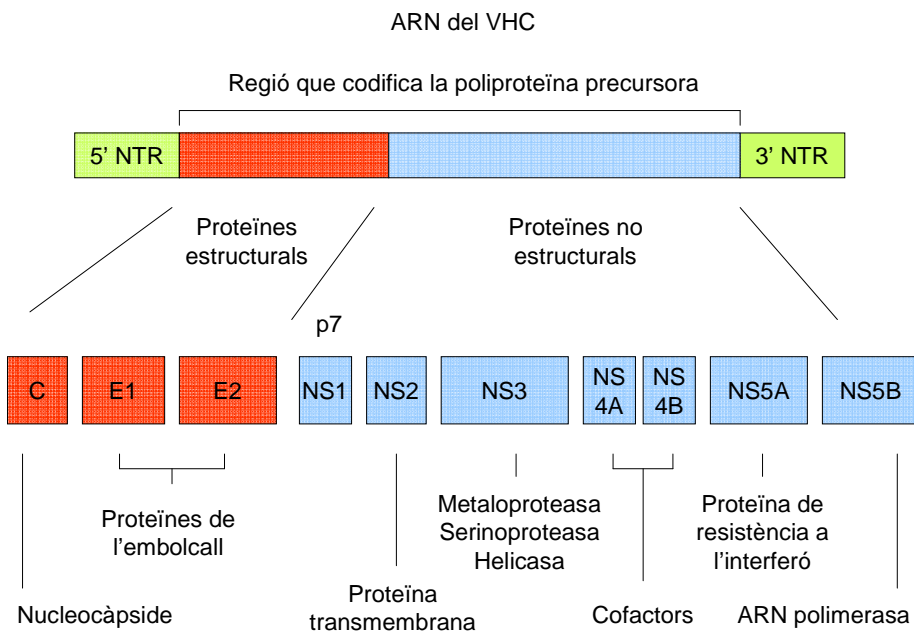 ARN del VHC
Regió que codifica la poliproteïna precursora
5' NTR
3' NTR
Proteïnes
estructurals
Proteïnes no
estructurals
p7
C
E1
E2
NS1
NS2
NS3
NS
4A
NS
4B
NS5A
NS5B
Proteïnes de
l'embolcall
Metaloproteasa
Serinoproteasa
Helicasa
Proteïna de
resistència a
l'interferó
Nucleocàpside
Proteïna
transmembrana
Cofactors
ARN polimerasa